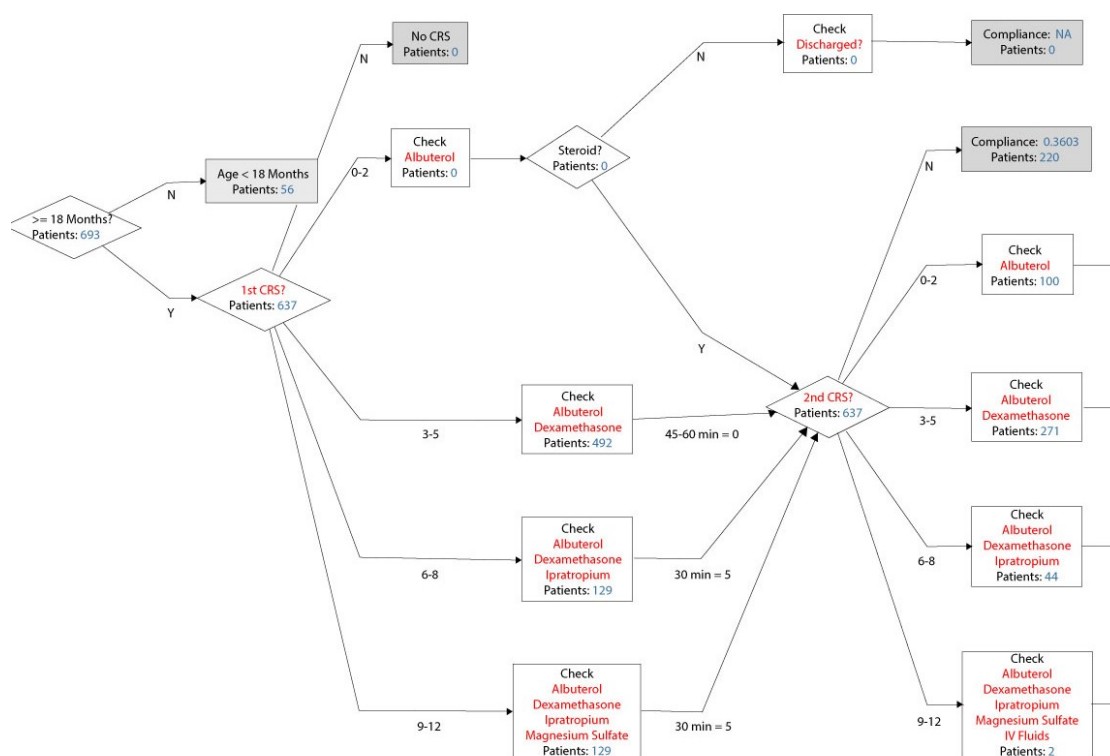 No CRS
Patients: 0
N
Check
Discharged?
Patients: 0
N
Compliance: NA
Patients: 0
Check
Albuterol
Patients: 0
0-2
Steroid?
Patients: 0
Compliance: 0.3603
Patients: 220
N
Age < 18 Months
Patients: 56
N
>= 18 Months?
Patients: 693
Y
1st CRS?
Patients: 637
Check
Albuterol
Patients: 100
0-2
Y
2nd CRS?
Patients: 637
3-5
Check
Albuterol
Dexamethasone
Patients: 492
45-60 min = 0
3-5
Check
Albuterol
Dexamethasone
Patients: 271
6-8
Check
Albuterol
Dexamethasone
Ipratropium
Patients: 129
30 min = 5
6-8
Check
Albuterol
Dexamethasone
Ipratropium
Patients: 44
9-12
Check
Albuterol
Dexamethasone
Ipratropium
Magnesium Sulfate
Patients: 129
30 min = 5
9-12
Check
Albuterol
Dexamethasone
Ipratropium
Magnesium Sulfate
IV Fluids
Patients: 2